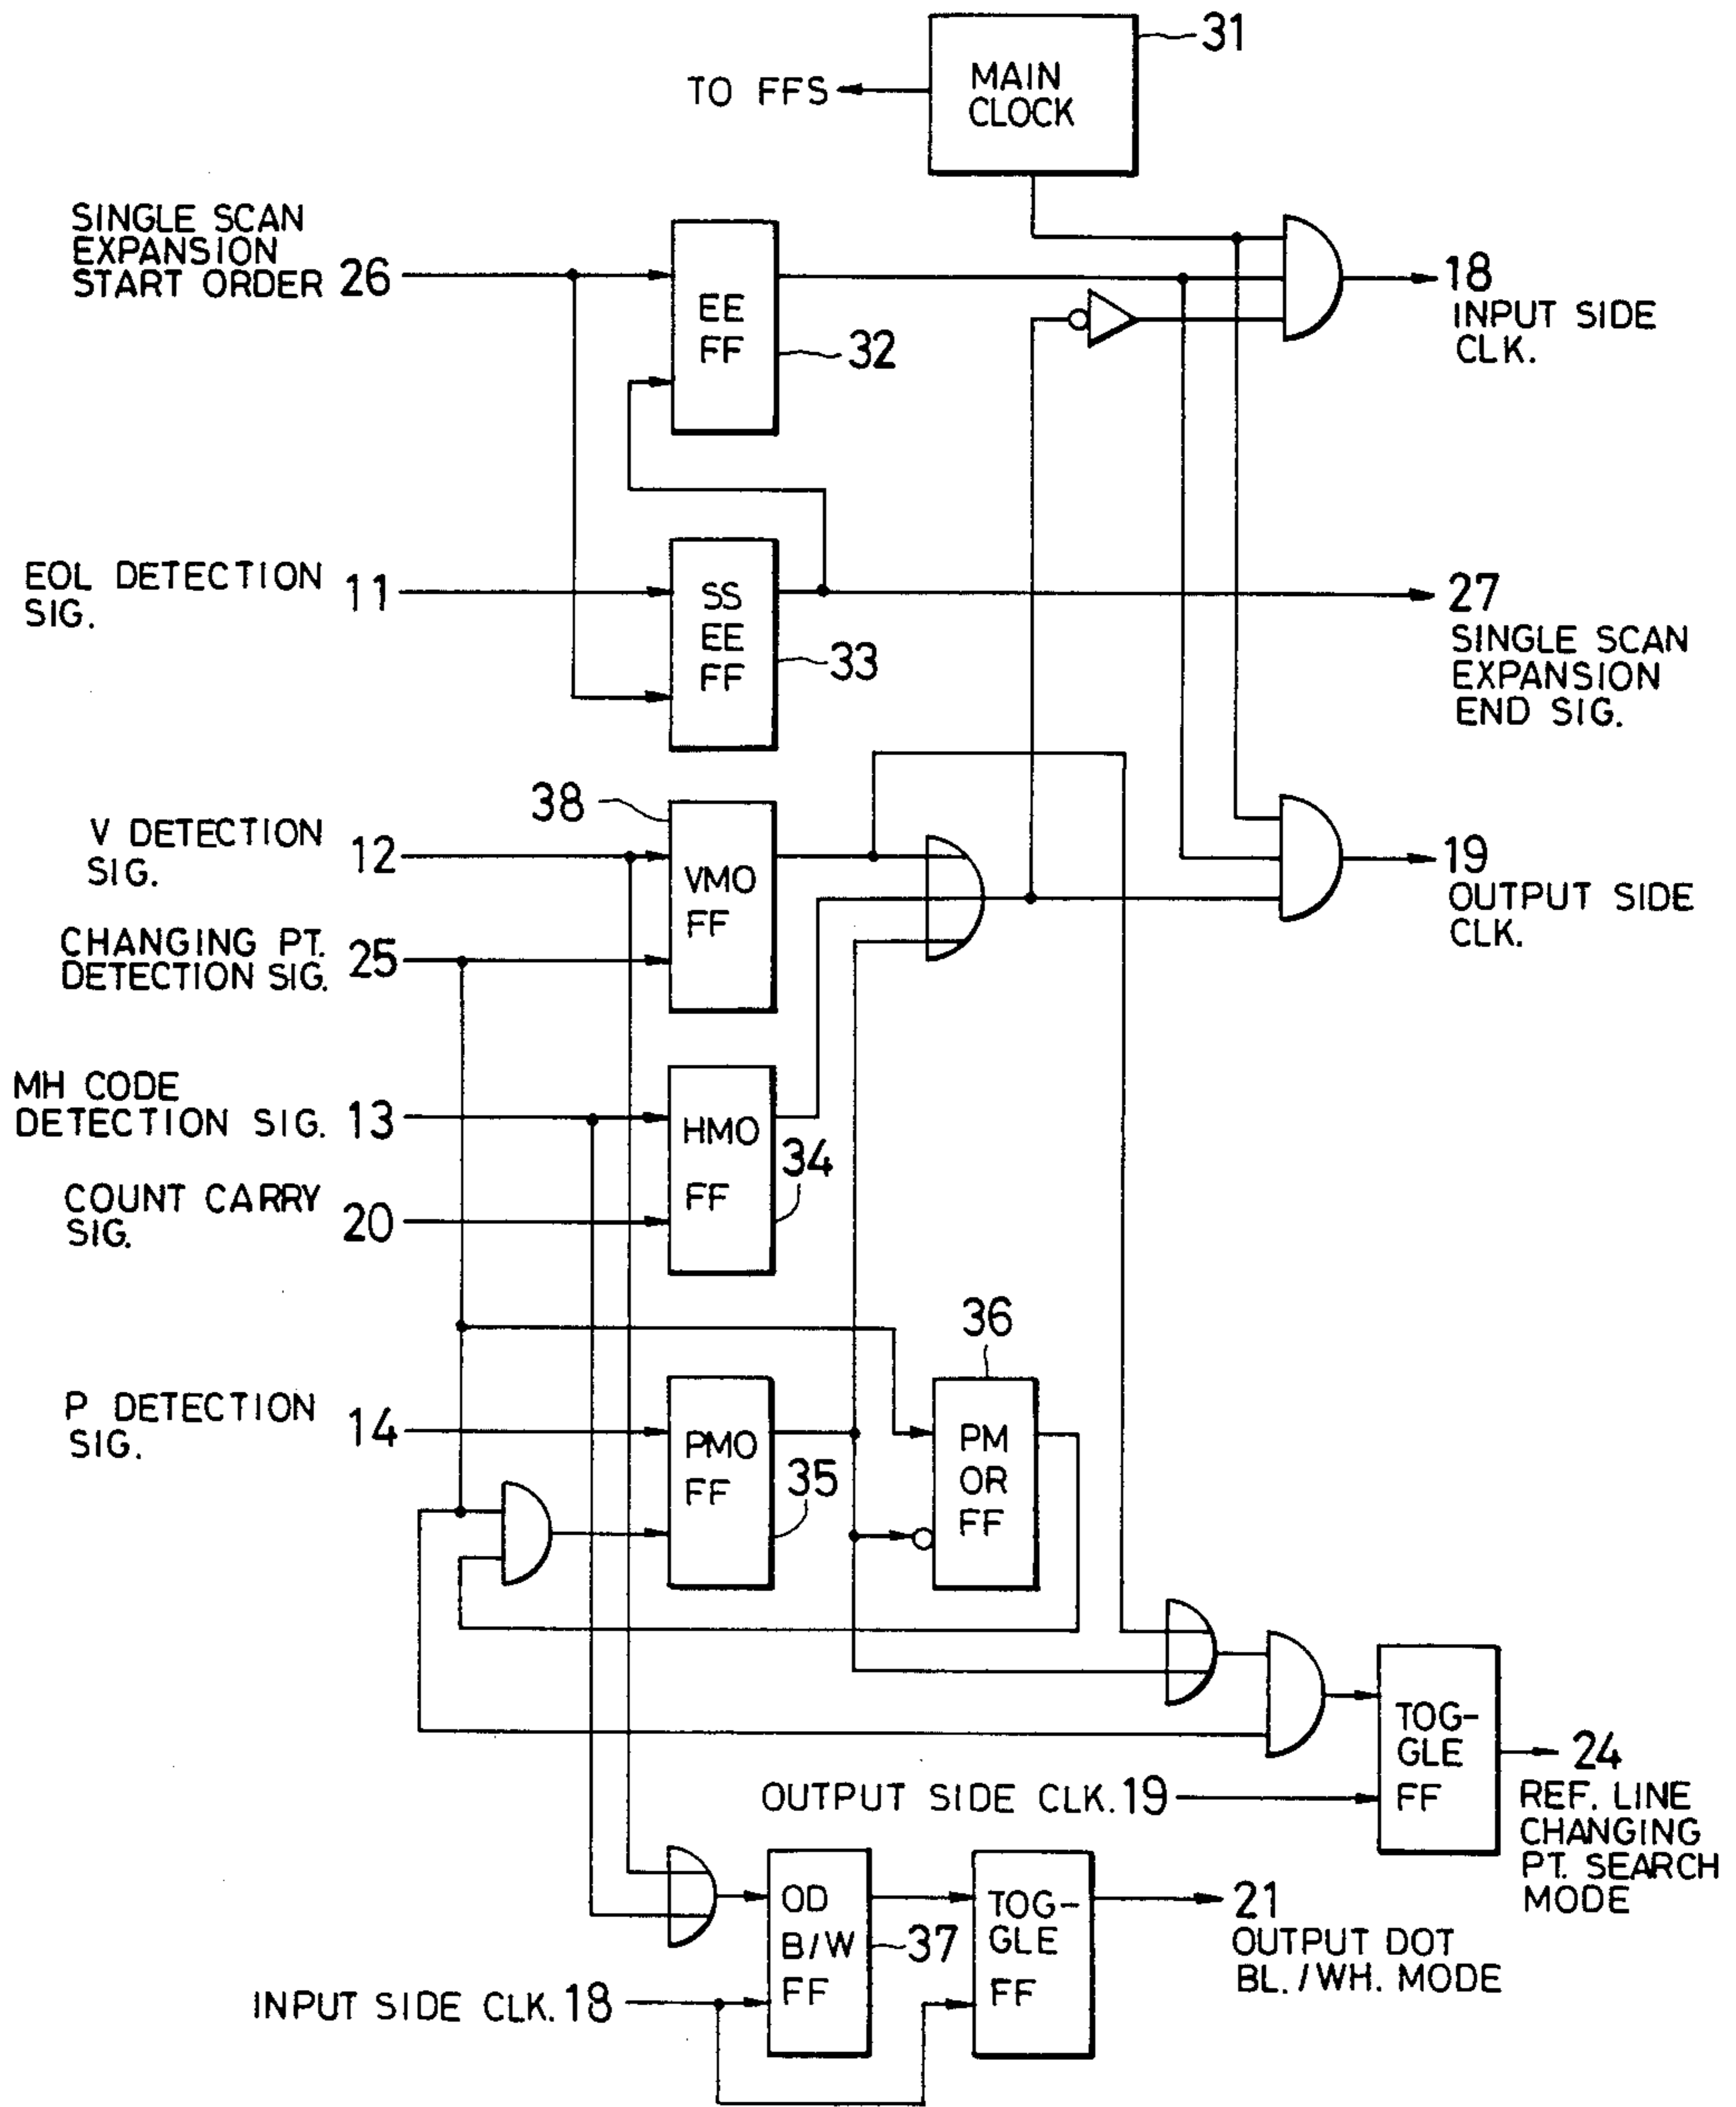 31
MAIN
CLOCK
TO FFS
SINGLE SCAN
EXPANSION
START ORDER 26
EE
FF
32
18
INPUT SIDE
CLK.
EOL DETECTION
SIG.
11
SS
EE
FF
33
27
SINGLE SCAN
EXPANSION
END SIG.
38
V DETECTION
SIG.
12
VMO
FF
19
OUTPUT SIDE
CLK.
CHANGING PT.
DETECTION SIG. 25
MH CODE
DETECTION SIG. 13
HMO
FF
34
COUNT CARRY
SIG.
20
36
P DETECTION
SIG.
14
PMO
FF
35
PM
OR
FF
TOG-
GLE
FF
24
REF. LINE
CHANGING
PT. SEARCH
MODE
OUTPUT SIDE CLK. 19
OD
B/W
FF
37
TOG-
GLE
FF
21
OUTPUT DOT
BL./WH. MODE
INPUT SIDE CLK. 18